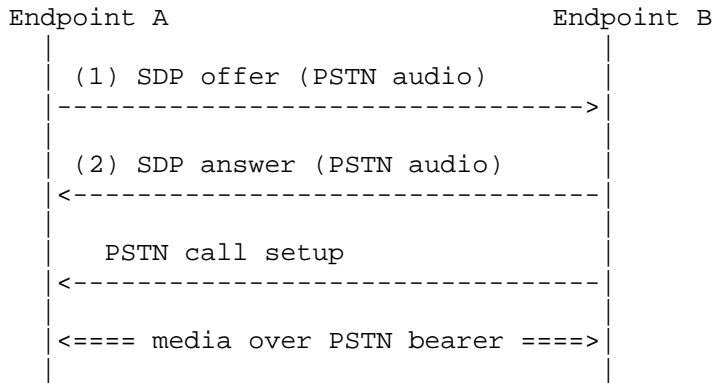 Endpoint A Endpoint B
(1) SDP offer (PSTN audio)
(2) SDP answer (PSTN audio)
PSTN call setup
<==== media over PSTN bearer ====>